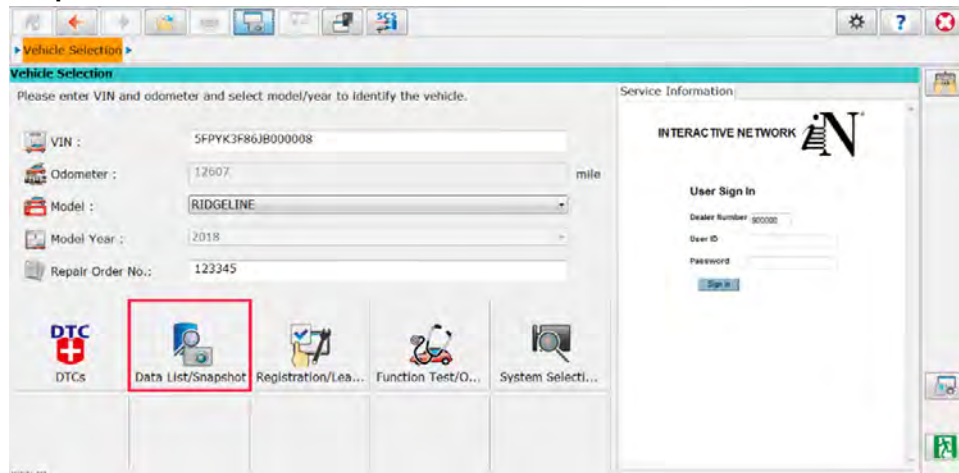 SCS
?
Vehicle Selection
Vehicle Selection
Please enter VIN and odometer and select model/year to identify the vehicle.
VIN :
5FPYK3F86JB000008
Odometer :
12607
mile
Model :
RIDGELINE
Model Year :
2018
Repair Order No.:
123345
DTC
DTCs
Data List/Snapshot
Registration/Lea...
Function Test/O...
System Selecti...
Service Information
INTERACTIVE NETWORK iN
User Sign In
Dealer Number
User ID
Password
Sign in